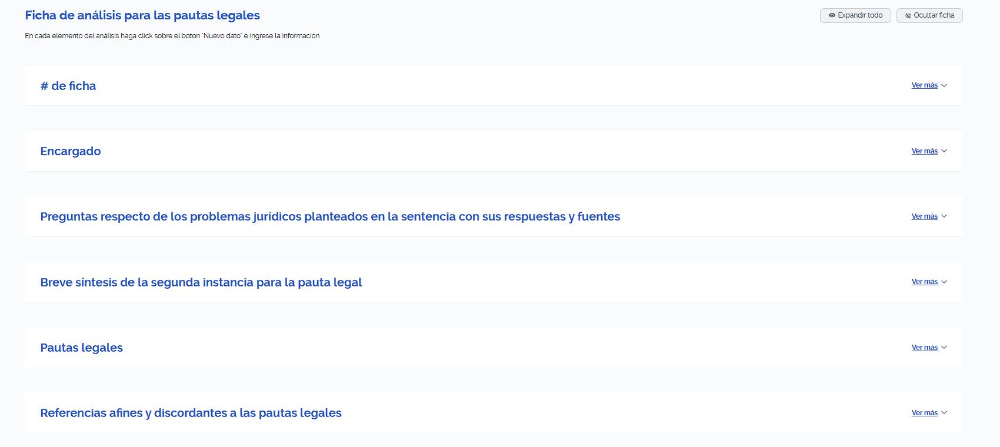 Ficha de análisis para las pautas legales
Expandir todo
Ocultar ficha
En cada elemento del análisis haga click sobre el boton "Nuevo dato" e ingrese la información
# de ficha
Ver más
Encargado
Ver más
Preguntas respecto de los problemas jurídicos planteados en la sentencia con sus respuestas y fuentes
Ver más
Breve síntesis de la segunda instancia para la pauta legal
Ver más
Pautas legales
Ver más
Referencias afines y discordantes a las pautas legales
Ver más